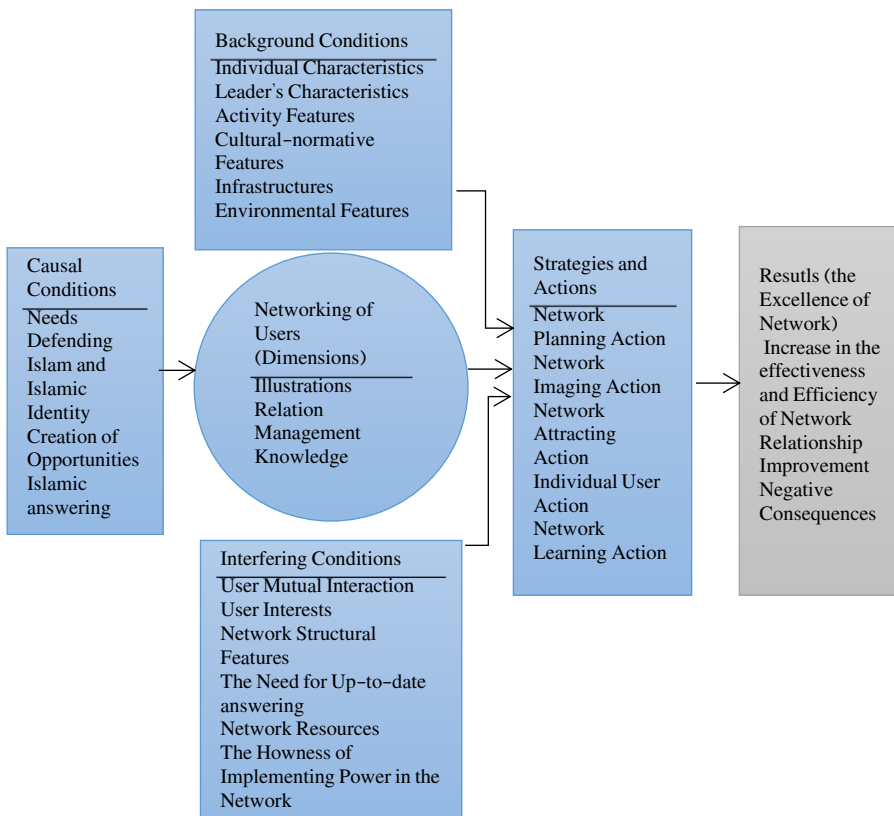 Background Conditions
Individual Characteristics
Leader's Characteristics
Activity Features
Cultural-normative
Features
Infrastructures
Environmental Features
Causal
Conditions
Needs
Defending
Islam and
Islamic
Identity
Creation of
Opportunities
Islamic
answering
Networking of
Users
(Dimensions)
Illustrations
Relation
Management
Knowledge
Interfering Conditions
User Mutual Interaction
User Interests
Network Structural
Features
The Need for Up-to-date
answering
Network Resources
The Howness of
Implementing Power in the
Network
Strategies and
Actions
Network
Planning Action
Network
Imaging Action
Network
Attracting
Action
Individual User
Action
Network
Learning Action
Resutls (the
Excellence of
Network)
Increase in the
effectiveness
and Efficiency
of Network
Relationship
Improvement
Negative
Consequences